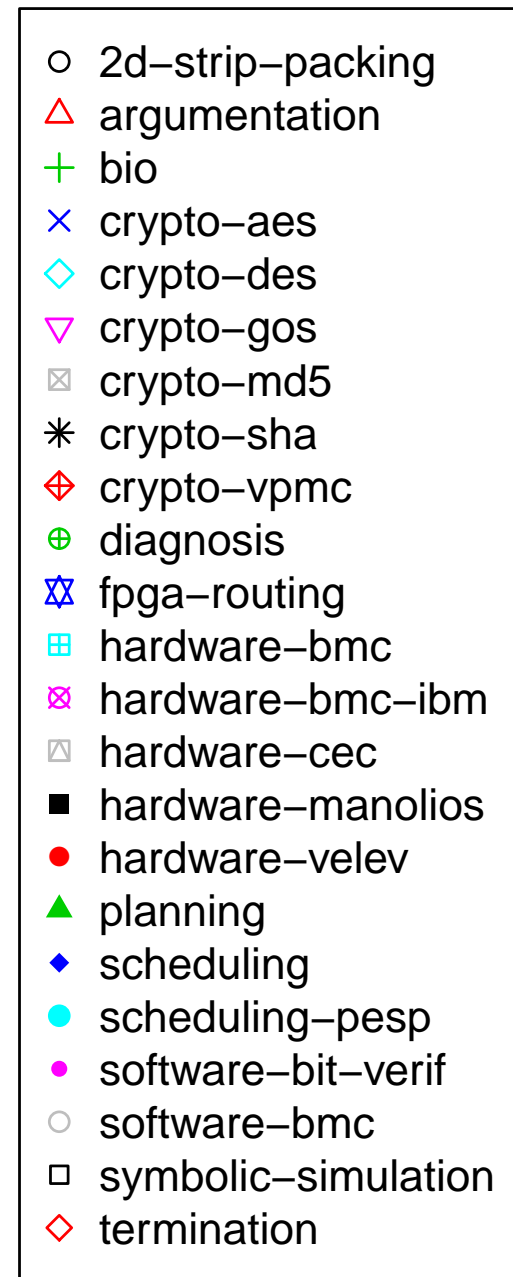 2d−strip−packing
argumentation
bio
crypto−aes
crypto−des
crypto−gos
crypto−md5
crypto−sha
crypto−vpmc
diagnosis
fpga−routing
hardware−bmc
hardware−bmc−ibm
hardware−cec
hardware−manolios
hardware−velev
planning
scheduling
scheduling−pesp
software−bit−verif
software−bmc
symbolic−simulation
termination